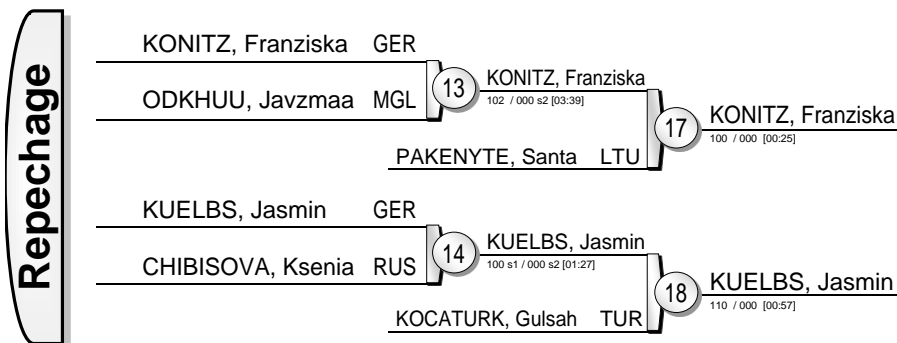 Repechage
KONITZ, Franziska GER
ODKHUU, Javzmaa MGL
13
KONITZ, Franziska
102 / 000 s2 [03:39]
PAKENYTE, Santa LTU
17
KONITZ, Franziska
100 / 000 [00:25]
KUELBS, Jasmin GER
CHIBISOVA, Ksenia RUS
14
KUELBS, Jasmin
100 s1 / 000 s2 [01:27]
KOCATURK, Gulsah TUR
18
KUELBS, Jasmin
110 / 000 [00:57]